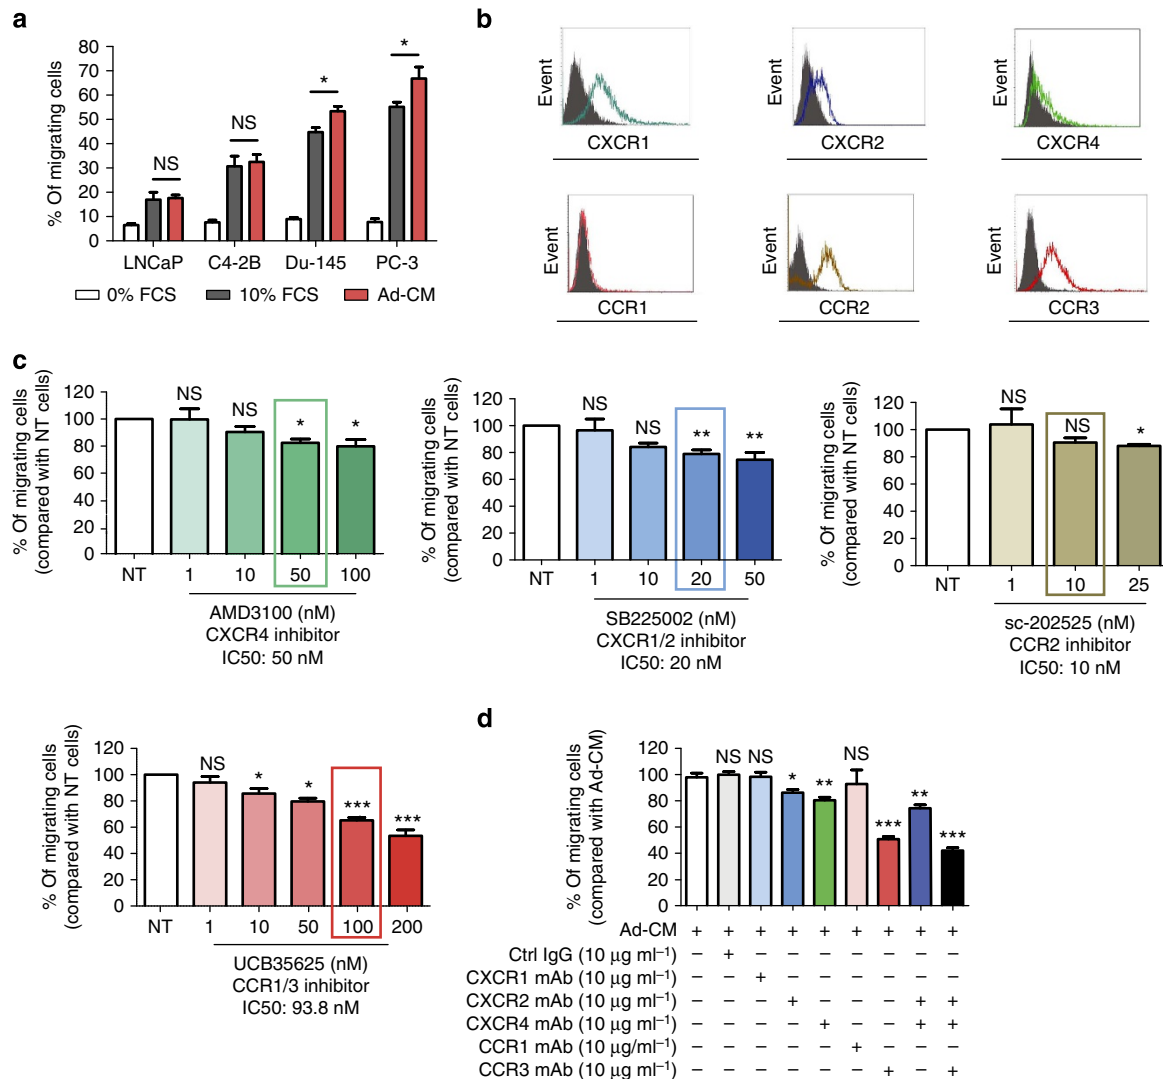 a
% Of migrating cells
80
70
60
50
40
30
20
10
0
NS
NS
*
*
LNCaP C4-2B Du-145 PC-3
0% FCS 10% FCS Ad-CM
b
Event Event Event
CXCR1 CXCR2 CXCR4
Event Event Event
CCR1 CCR2 CCR3
c
% Of migrating cells
(compared with NT cells)
120
100
80
60
40
20
0
NS NS * *
NT 1 10 50 100
AMD3100 (nM)
CXCR4 inhibitor
IC50: 50 nM
% Of migrating cells
(compared with NT cells)
120
100
80
60
40
20
0
NS NS ** **
NT 1 10 20 50
SB225002 (nM)
CXCR1/2 inhibitor
IC50: 20 nM
% Of migrating cells
(compared with NT cells)
120
100
80
60
40
20
0
NS NS *
NT 1 10 25
sc-202525 (nM)
CCR2 inhibitor
IC50: 10 nM
% Of migrating cells
(compared with NT cells)
120
100
80
60
40
20
0
NS * * *** ***
NT 1 10 50 100 200
UCB35625 (nM)
CCR1/3 inhibitor
IC50: 93.8 nM
d
% Of migrating cells
(compared with Ad-CM)
120
100
80
60
40
20
0
NS NS * ** NS *** ** ***
Ad-CM + + + + + + + + +
Ctrl IgG (10 μg ml⁻¹) – + – – – – – – –
CXCR1 mAb (10 μg ml⁻¹) – – + – – – – – –
CXCR2 mAb (10 μg ml⁻¹) – – – + – – – + +
CXCR4 mAb (10 μg ml⁻¹) – – – – + – – + +
CCR1 mAb (10 μg/ml⁻¹) – – – – – + – – –
CCR3 mAb (10 μg ml⁻¹) – – – – – – + – +